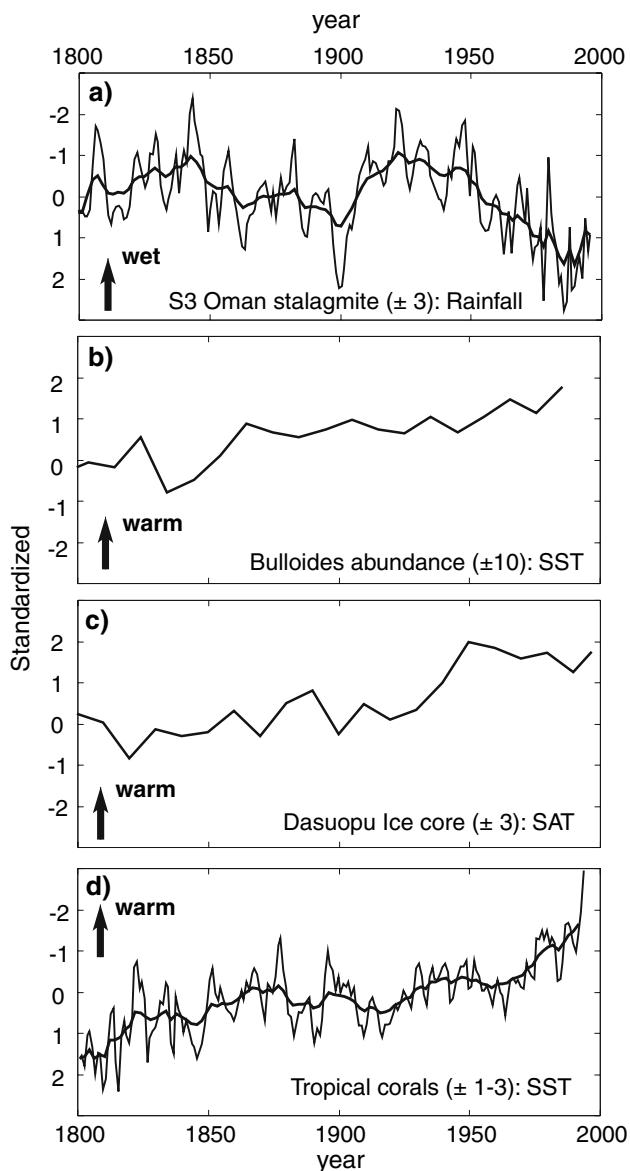 year
1800 1850 1900 1950 2000
a)
-2
-1
0
1
2
wet
S3 Oman stalagmite (± 3): Rainfall
b)
2
1
0
-1
-2
warm
Bulloides abundance (±10): SST
Standardized
c)
2
1
0
-1
-2
warm
Dasuopu Ice core (± 3): SAT
d)
warm
-2
-1
0
1
2
Tropical corals (± 1-3): SST
1800 1850 1900 1950 2000
year